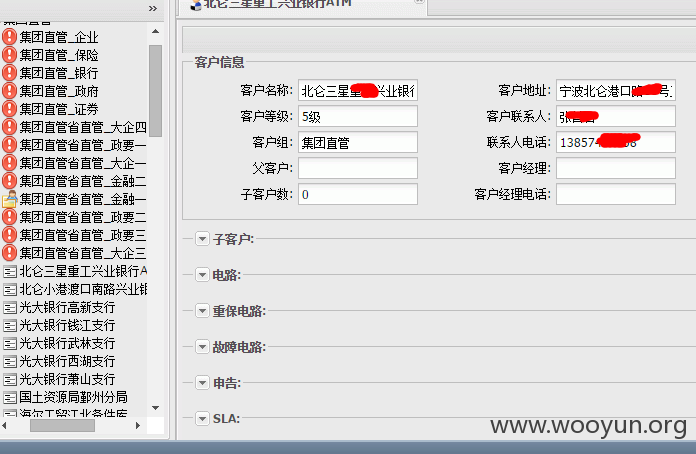 »
集团直管
集团直管_企业
集团直管_保险
集团直管_银行
集团直管_政府
集团直管_证券
集团直管省直管_大企四
集团直管省直管_政要一
集团直管省直管_大企一
集团直管省直管_金融二
集团直管省直管_金融一
集团直管省直管_政要二
集团直管省直管_政要三
集团直管省直管_大企三
北仑三星重工兴业银行A
北仑小港渡口南路兴业银
光大银行高新支行
光大银行钱江支行
光大银行武林支行
光大银行西湖支行
光大银行萧山支行
国土资源局鄞州分局
海尔工贸江北备件库
北仑三星重工兴业银行ATM
客户信息
客户名称: 北仑三星 兴业银行
客户地址: 宁波北仑港口路 号
客户等级: 5级
客户联系人: 张
客户组: 集团直管
联系人电话: 13857
父客户:
客户经理:
子客户数: 0
客户经理电话:
子客户:
电路:
重保电路:
故障电路:
申告:
SLA:
www.wooyun.org